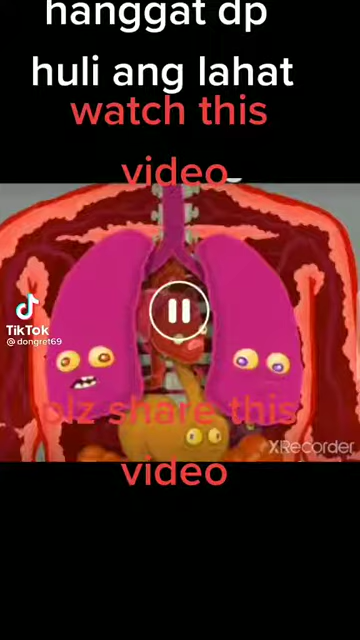 hanggat dp
huli ang lahat
watch this
video
TikTok
@dongret69
plz share this
XRecorder
video